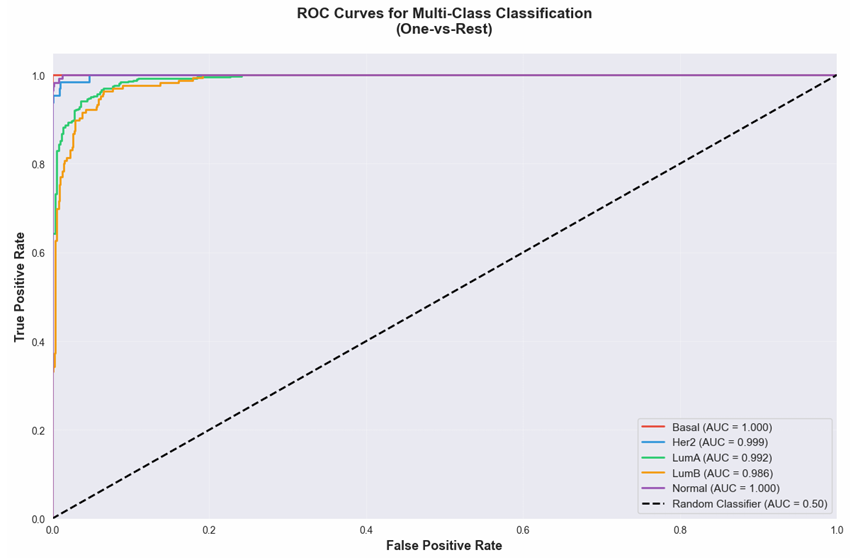 ROC Curves for Multi-Class Classification
(One-vs-Rest)
True Positive Rate
1.0
0.8
0.6
0.4
0.2
0.0
0.0 0.2 0.4 0.6 0.8 1.0
False Positive Rate
Basal (AUC = 1.000)
Her2 (AUC = 0.999)
LumA (AUC = 0.992)
LumB (AUC = 0.986)
Normal (AUC = 1.000)
Random Classifier (AUC = 0.50)